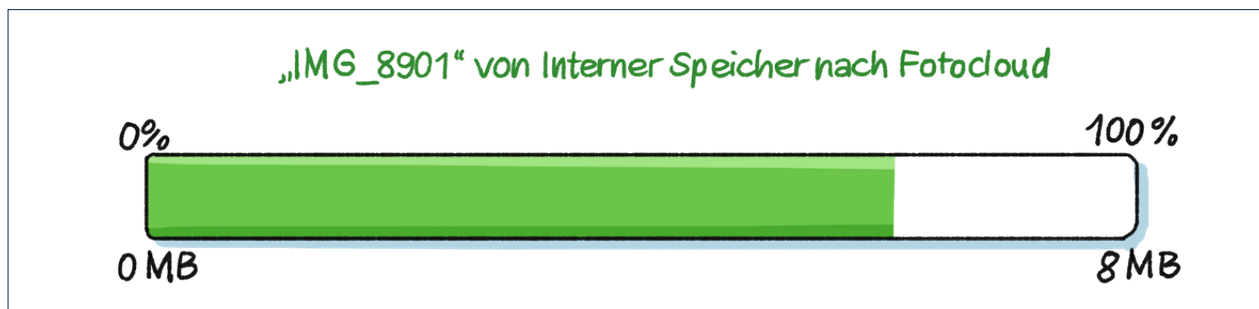 „IMG_8901“ von Interner Speicher nach Fotocloud
0% 100%
0 MB 8 MB